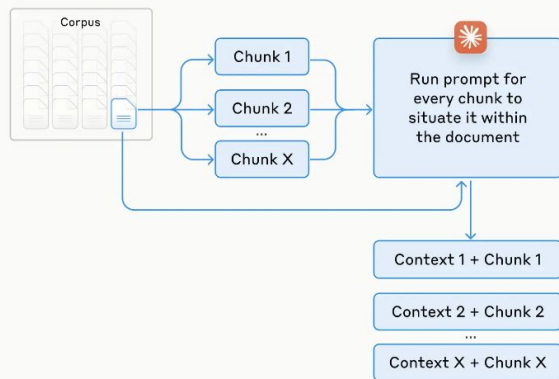 Corpus
Chunk 1
Chunk 2
...
Chunk X
Run prompt for
every chunk to
situate it within
the document
Context 1 + Chunk 1
Context 2 + Chunk 2
...
Context X + Chunk X